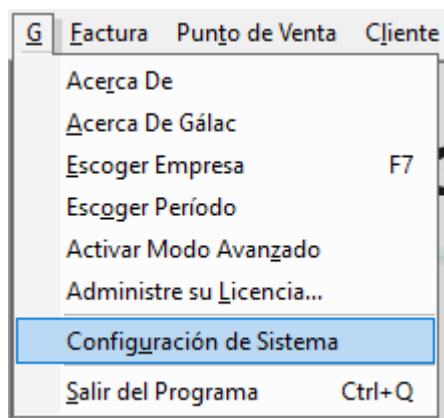 G Factura Punto de Venta Cliente
Acerca De
Acerca De Gálac
Escoger Empresa F7
Escoger Período
Activar Modo Avanzado
Administre su Licencia...
Configuración de Sistema
Salir del Programa Ctrl+Q